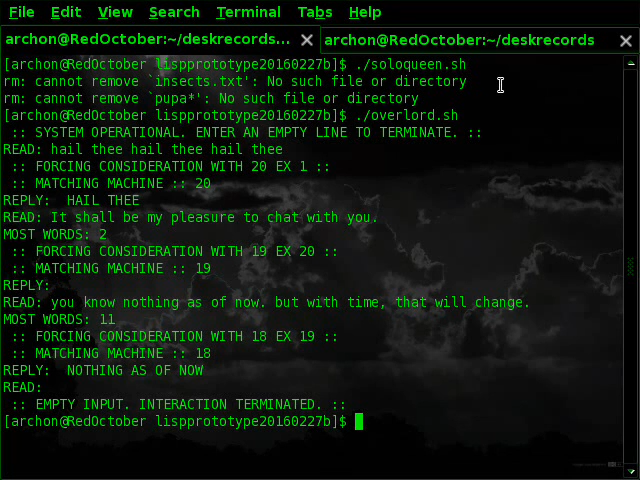 File Edit View Search Terminal Tabs Help
archon@RedOctober:~/deskrecords... × archon@RedOctober:~/deskrecords ×
[archon@RedOctober lispprototype20160227b]$ ./soloqueen.sh
rm: cannot remove `insects.txt': No such file or directory
rm: cannot remove `pupa*': No such file or directory
[archon@RedOctober lispprototype20160227b]$ ./overlord.sh
:: SYSTEM OPERATIONAL. ENTER AN EMPTY LINE TO TERMINATE. ::
READ: hail thee hail thee hail thee
:: FORCING CONSIDERATION WITH 20 EX 1 ::
:: MATCHING MACHINE :: 20
REPLY:  HAIL THEE
READ: It shall be my pleasure to chat with you.
MOST WORDS: 2
:: FORCING CONSIDERATION WITH 19 EX 20 ::
:: MATCHING MACHINE :: 19
REPLY:
READ: you know nothing as of now. but with time, that will change.
MOST WORDS: 11
:: FORCING CONSIDERATION WITH 18 EX 19 ::
:: MATCHING MACHINE :: 18
REPLY:  NOTHING AS OF NOW
READ:
:: EMPTY INPUT. INTERACTION TERMINATED. ::
[archon@RedOctober lispprototype20160227b]$